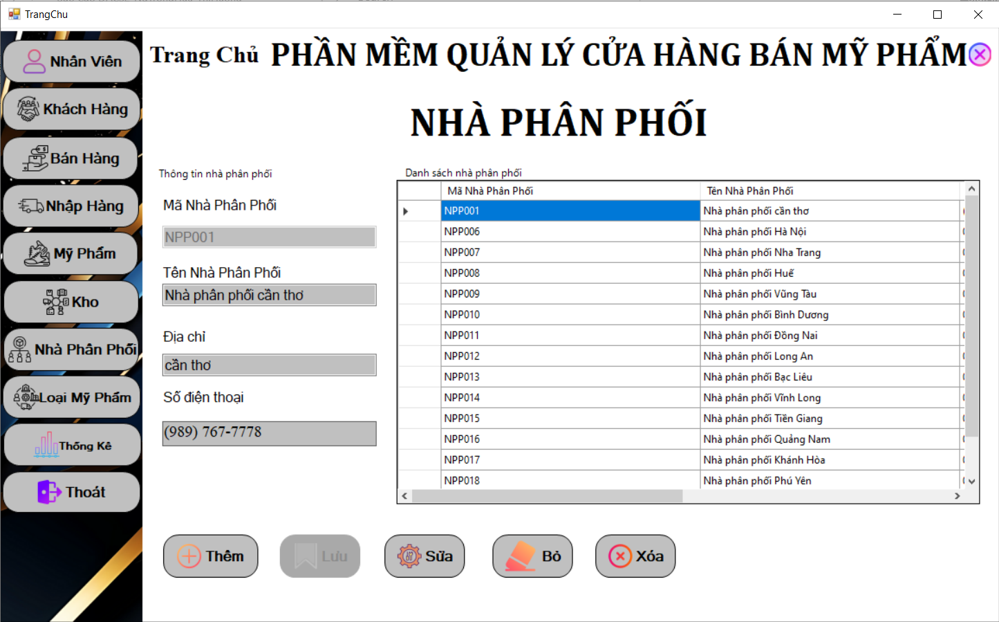 TrangChu
Nhân Viên
Khách Hàng
Bán Hàng
Nhập Hàng
Mỹ Phẩm
Kho
Nhà Phân Phối
Loại Mỹ Phẩm
Thống Kê
Thoát
Trang Chủ
PHẦN MỀM QUẢN LÝ CỬA HÀNG BÁN MỸ PHẨM
NHÀ PHÂN PHỐI
Thông tin nhà phân phối
Mã Nhà Phân Phối
NPP001
Tên Nhà Phân Phối
Nhà phân phối cần thơ
Địa chỉ
cần thơ
Số điện thoại
(989) 767-7778
Danh sách nhà phân phối
Mã Nhà Phân Phối Tên Nhà Phân Phối
NPP001 Nhà phân phối cần thơ
NPP006 Nhà phân phối Hà Nội
NPP007 Nhà phân phối Nha Trang
NPP008 Nhà phân phối Huế
NPP009 Nhà phân phối Vũng Tàu
NPP010 Nhà phân phối Bình Dương
NPP011 Nhà phân phối Đồng Nai
NPP012 Nhà phân phối Long An
NPP013 Nhà phân phối Bạc Liêu
NPP014 Nhà phân phối Vĩnh Long
NPP015 Nhà phân phối Tiền Giang
NPP016 Nhà phân phối Quảng Nam
NPP017 Nhà phân phối Khánh Hòa
NPP018 Nhà phân phối Phú Yên
Thêm Lưu Sửa Bỏ Xóa